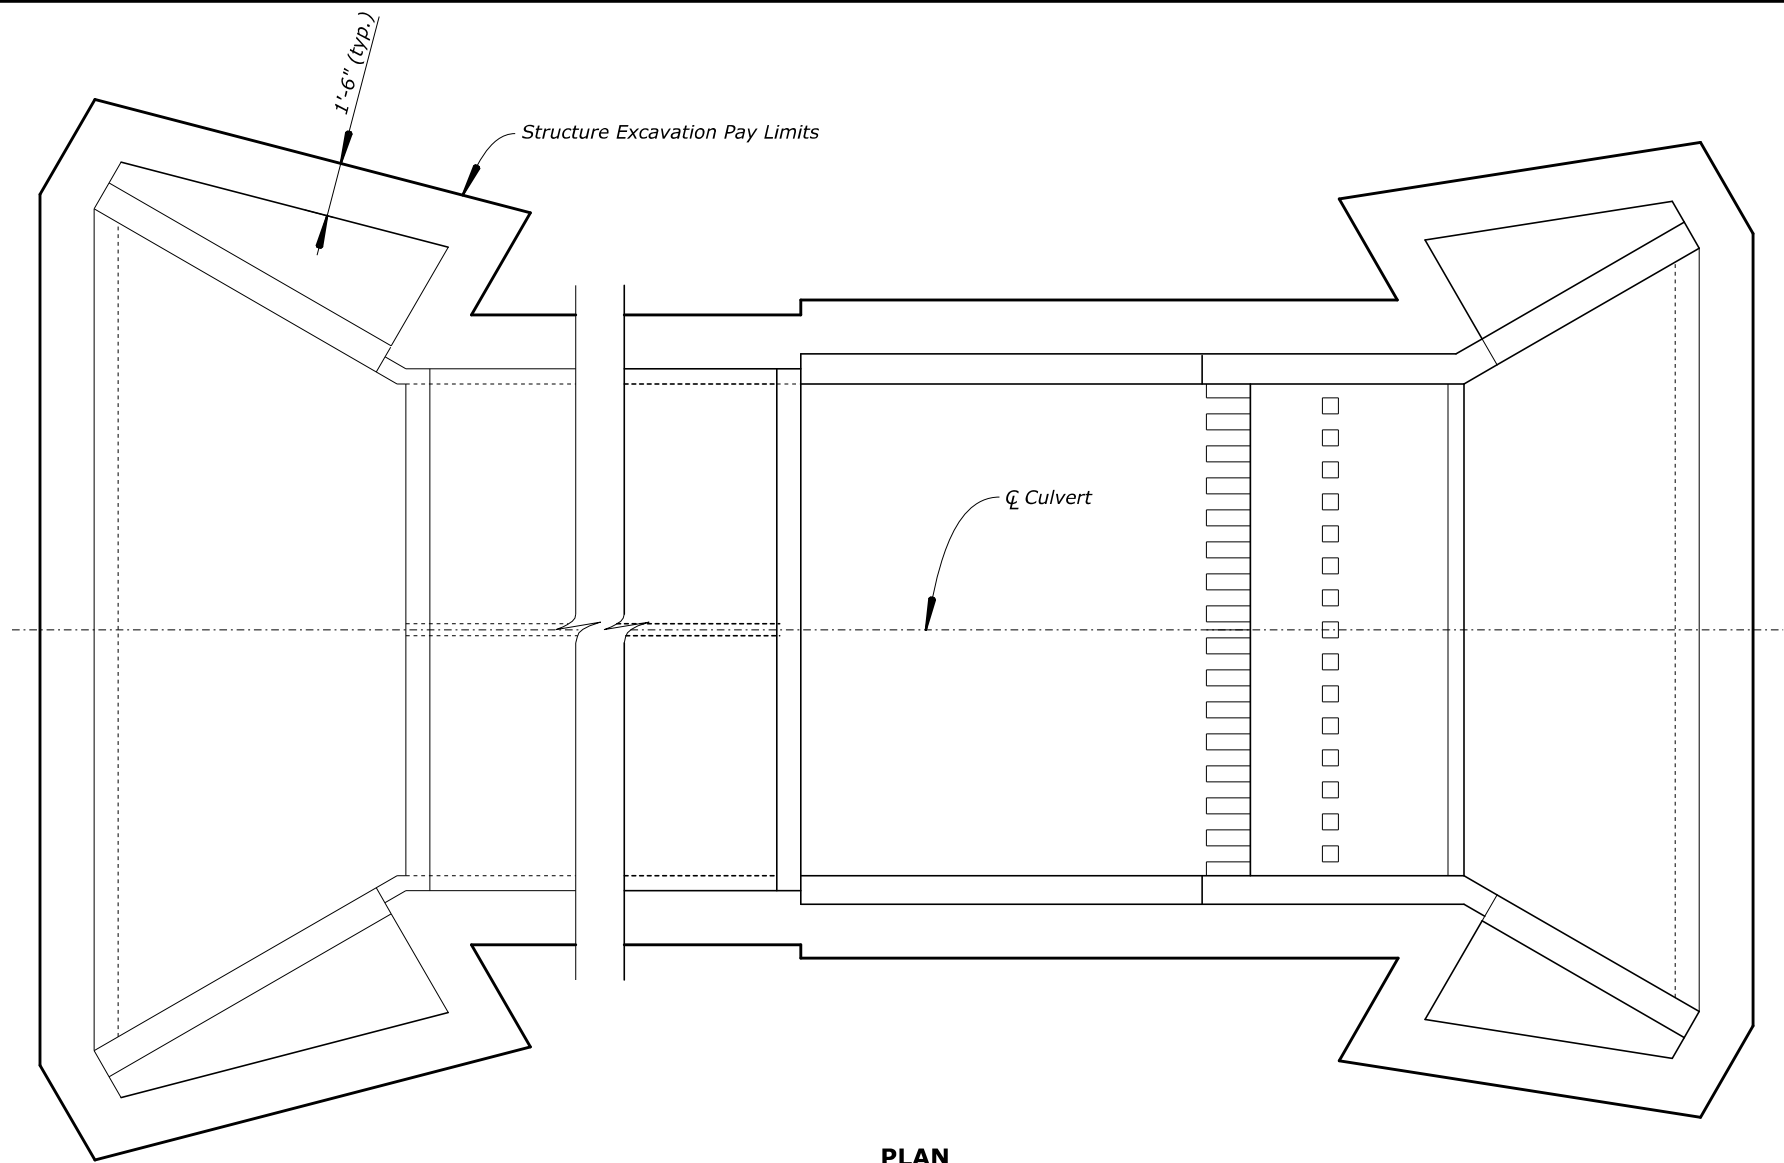 1'-6" (typ.)
Structure Excavation Pay Limits
℄ Culvert
PLAN